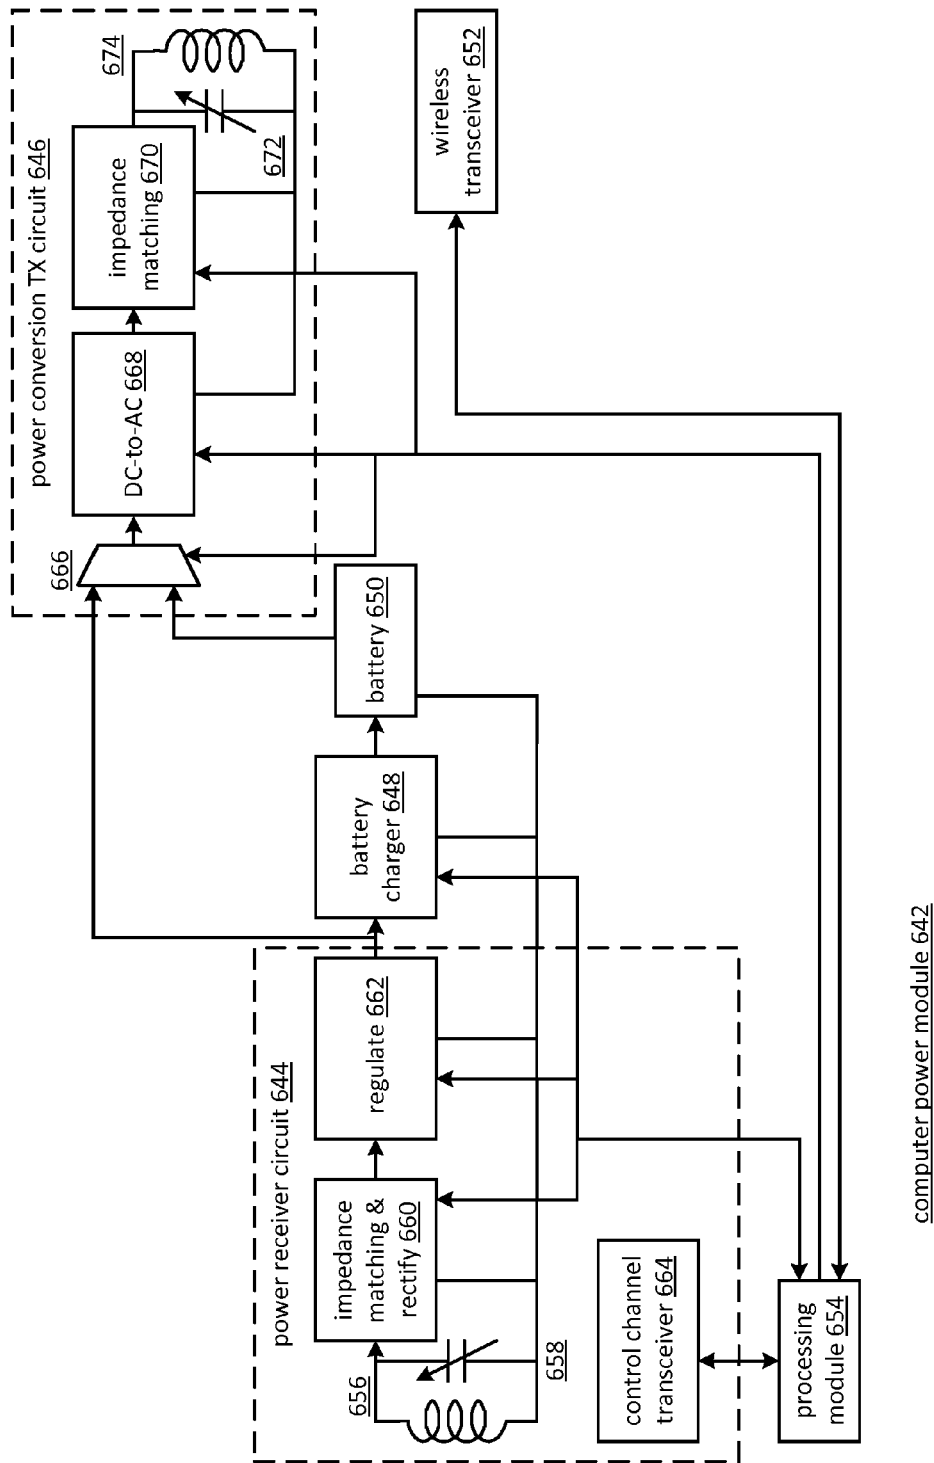 power conversion TX circuit 646
666
DC-to-AC 668
impedance
matching 670
674
672
wireless
transceiver 652
battery 650
battery
charger 648
power receiver circuit 644
regulate 662
impedance
matching &
rectify 660
656
658
control channel
transceiver 664
processing
module 654
computer power module 642